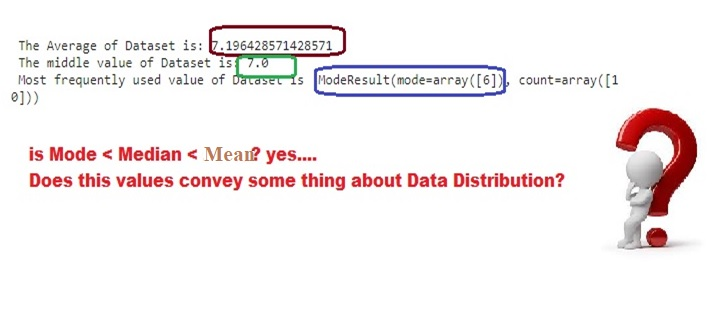 The Average of Dataset is: 7.196428571428571
The middle value of Dataset is: 7.0
Most frequently used value of Dataset is ModeResult(mode=array([6]), count=array([1
0]))
is Mode < Median < Mean? yes....
Does this values convey some thing about Data Distribution?